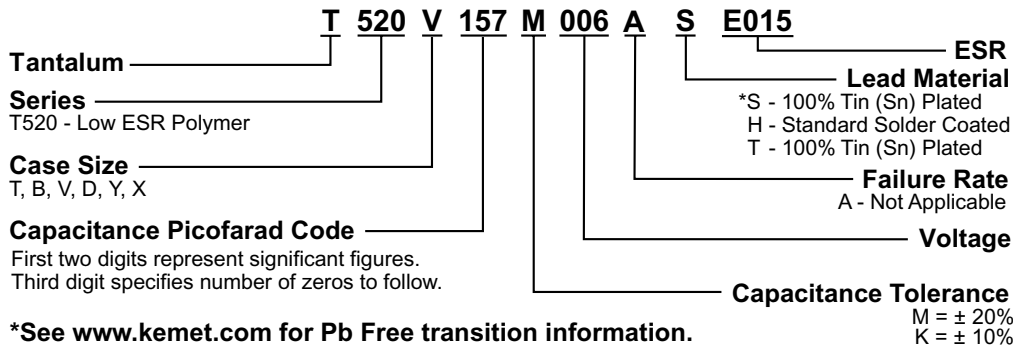 T 520 V 157 M 006 A S E015
Tantalum
Series
T520 - Low ESR Polymer
Case Size
T, B, V, D, Y, X
Capacitance Picofarad Code
First two digits represent significant figures.
Third digit specifies number of zeros to follow.
*See www.kemet.com for Pb Free transition information.
ESR
Lead Material
*S - 100% Tin (Sn) Plated
H - Standard Solder Coated
T - 100% Tin (Sn) Plated
Failure Rate
A - Not Applicable
Voltage
Capacitance Tolerance
M = ± 20%
K = ± 10%